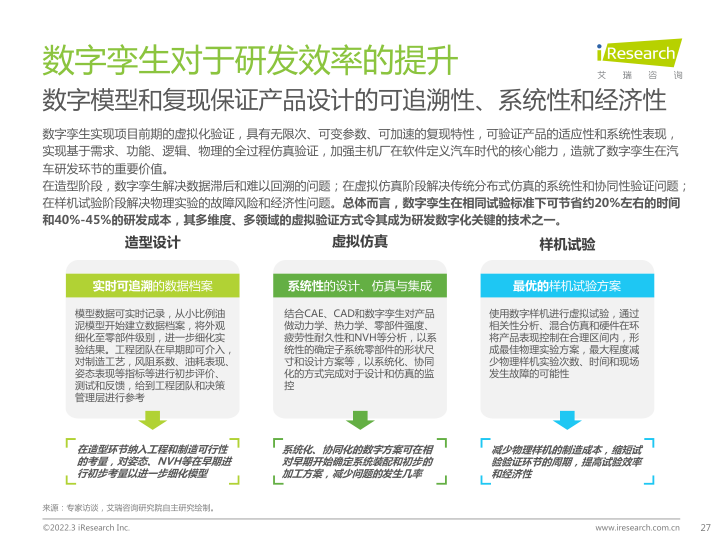 数字孪生对于研发效率的提升
iResearch
艾 瑞 咨 询
数字模型和复现保证产品设计的可追溯性、系统性和经济性
数字孪生实现项目前期的虚拟化验证，具有无限次、可变参数、可加速的复现特性，可验证产品的适应性和系统性表现，
实现基于需求、功能、逻辑、物理的全过程仿真验证，加强主机厂在软件定义汽车时代的核心能力，造就了数字孪生在汽
车研发环节的重要价值。
在造型阶段，数字孪生解决数据滞后和难以回溯的问题；在虚拟仿真阶段解决传统分布式仿真的系统性和协同性验证问题；
在样机试验阶段解决物理实验的故障风险和经济性问题。总体而言，数字孪生在相同试验标准下可节省约20%左右的时间
和40%-45%的研发成本，其多维度、多领域的虚拟验证方式令其成为研发数字化关键的技术之一。
造型设计
实时可追溯的数据档案
模型数据可实时记录，从小比例油
泥模型开始建立数据档案，将外观
细化至零部件级别，进一步细化实
验结果。工程团队在早期即可介入，
对制造工艺，风阻系数、油耗表现、
姿态表现等指标等进行初步评价、
测试和反馈，给到工程团队和决策
管理层进行参考
在造型环节纳入工程和制造可行性
的考量，对姿态、NVH等在早期进
行初步考量以进一步细化模型
虚拟仿真
系统性的设计、仿真与集成
结合CAE、CAD和数字孪生对产品
做动力学、热力学、零部件强度、
疲劳性耐久性和NVH等分析，以系
统性的确定子系统零部件的形状尺
寸和设计方案等，以系统化、协同
化的方式完成对于设计和仿真的监
控
系统化、协同化的数字方案可在相
对早期开始确定系统装配和初步的
加工方案，减少问题的发生几率
样机试验
最优的样机试验方案
使用数字样机进行虚拟试验，通过
相关性分析、混合仿真和硬件在环
将产品表现控制在合理区间内，形
成最佳物理实验方案，最大程度减
少物理样机实验次数、时间和现场
发生故障的可能性
减少物理样机的制造成本，缩短试
验验证环节的周期，提高试验效率
和经济性
来源：专家访谈，艾瑞咨询研究院自主研究绘制。
©2022.3 iResearch Inc.
www.iresearch.com.cn
27